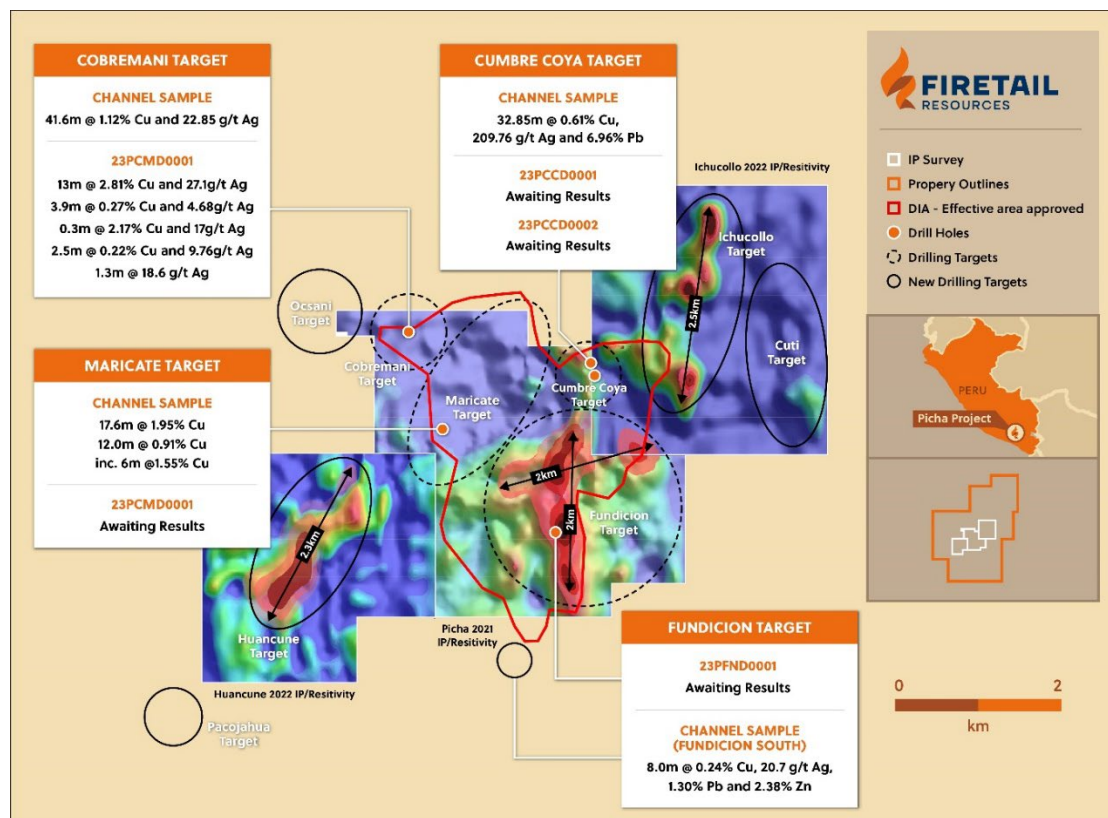 COBREMANI TARGET
CHANNEL SAMPLE
41.6m @ 1.12% Cu and 22.85 g/t Ag
23PCMD0001
13m @ 2.81% Cu and 27.1g/t Ag
3.9m @ 0.27% Cu and 4.68g/t Ag
0.3m @ 2.17% Cu and 17g/t Ag
2.5m @ 0.22% Cu and 9.76g/t Ag
1.3m @ 18.6 g/t Ag
CUMBRE COYA TARGET
CHANNEL SAMPLE
32.85m @ 0.61% Cu,
209.76 g/t Ag and 6.96% Pb
23PCCD0001
Awaiting Results
23PCCD0002
Awaiting Results
FIRETAIL
RESOURCES
IP Survey
Propery Outlines
DIA - Effective area approved
Drill Holes
Drilling Targets
New Drilling Targets
PERU
Picha Project
Ichucollo 2022 IP/Resitivity
Ichucollo
Target
2.5km
Cuti
Target
Ocsani
Target
Cobremani
Target
Maricate
Target
Cumbre Coya
Target
MARICATE TARGET
CHANNEL SAMPLE
17.6m @ 1.95% Cu
12.0m @ 0.91% Cu
inc. 6m @1.55% Cu
23PCMD0001
Awaiting Results
2km
2km
Fundicion
Target
2.3km
Huancune
Target
Picha 2021
IP/Resitivity
Huancune 2022 IP/Resitivity
Pacojahua
Target
FUNDICION TARGET
23PFND0001
Awaiting Results
CHANNEL SAMPLE
(FUNDICION SOUTH)
8.0m @ 0.24% Cu, 20.7 g/t Ag,
1.30% Pb and 2.38% Zn
0 2
km